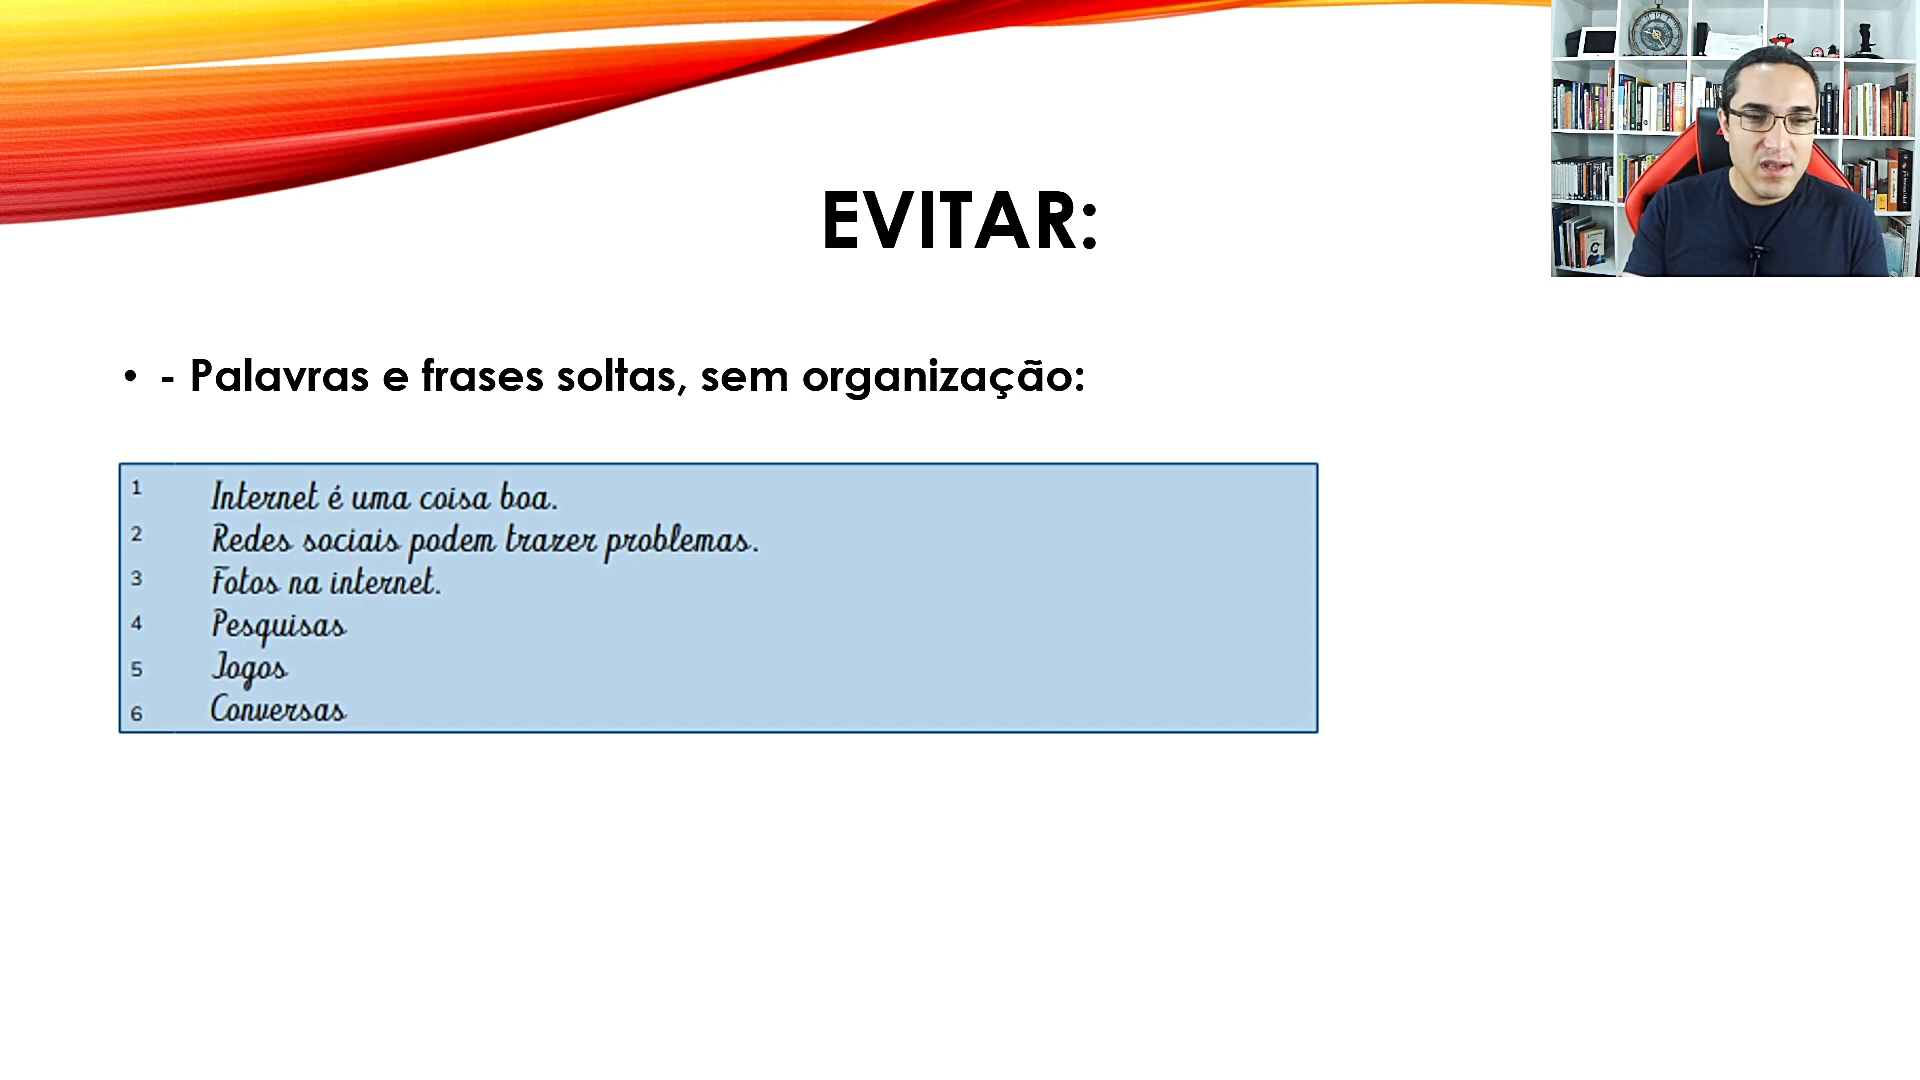 EVITAR:
• - Palavras e frases soltas, sem organização:
1 Internet é uma coisa boa.
2 Redes sociais podem trazer problemas.
3 Fotos na internet.
4 Pesquisas
5 Jogos
6 Conversas